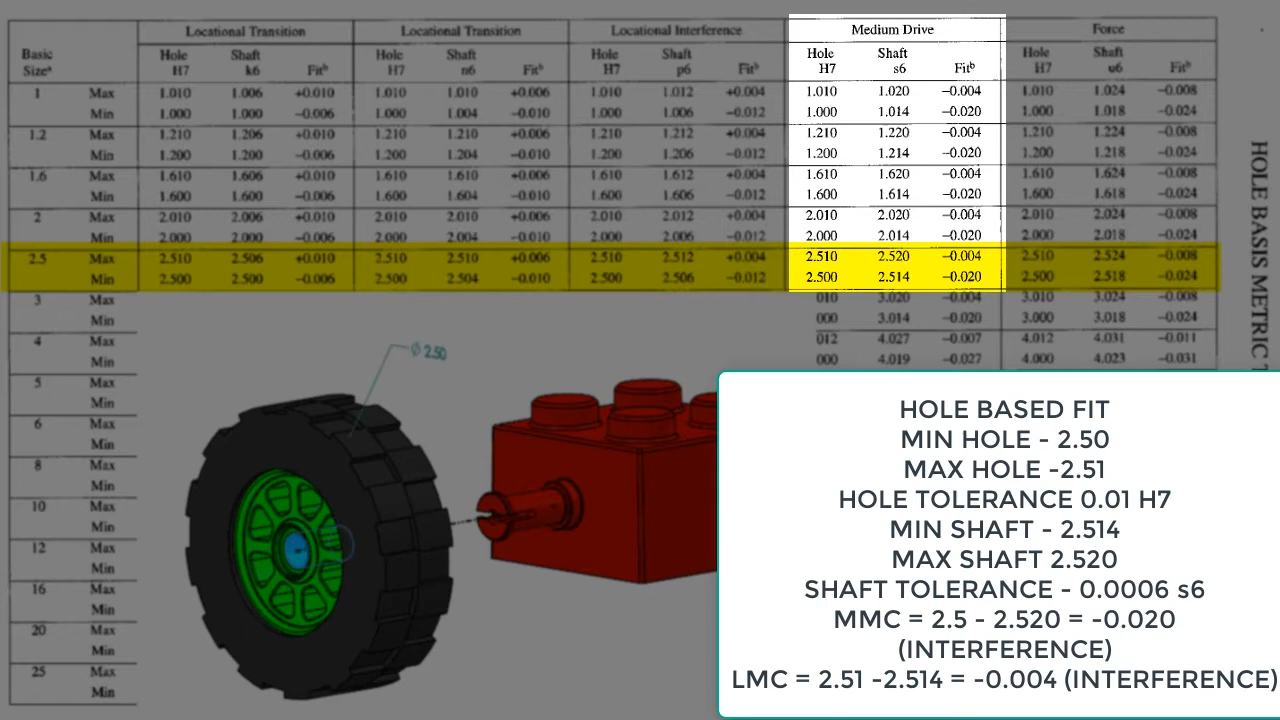 Locational Transition Locational Transition Locational Interference Medium Drive Force
Basic Hole Shaft Hole Shaft Hole Shaft Hole Shaft Hole Shaft
Sizeᵃ H7 k6 Fitᵇ H7 n6 Fitᵇ H7 p6 Fitᵇ H7 s6 Fitᵇ H7 u6 Fitᵇ
1 Max 1.010 1.006 +0.010 1.010 1.010 +0.006 1.010 1.012 +0.004 1.010 1.020 −0.004 1.010 1.024 −0.008
Min 1.000 1.000 −0.006 1.000 1.004 −0.010 1.000 1.006 −0.012 1.000 1.014 −0.020 1.000 1.018 −0.024
1.2 Max 1.210 1.206 +0.010 1.210 1.210 +0.006 1.210 1.212 +0.004 1.210 1.220 −0.004 1.210 1.224 −0.008
Min 1.200 1.200 −0.006 1.200 1.204 −0.010 1.200 1.206 −0.012 1.200 1.214 −0.020 1.200 1.218 −0.024
1.6 Max 1.610 1.606 +0.010 1.610 1.610 +0.006 1.610 1.612 +0.004 1.610 1.620 −0.004 1.610 1.624 −0.008
Min 1.600 1.600 −0.006 1.600 1.604 −0.010 1.600 1.606 −0.012 1.600 1.614 −0.020 1.600 1.618 −0.024
2 Max 2.010 2.006 +0.010 2.010 2.010 +0.006 2.010 2.012 +0.004 2.010 2.020 −0.004 2.010 2.024 −0.008
Min 2.000 2.000 −0.006 2.000 2.004 −0.010 2.000 2.006 −0.012 2.000 2.014 −0.020 2.000 2.018 −0.024
2.5 Max 2.510 2.506 +0.010 2.510 2.510 +0.006 2.510 2.512 +0.004 2.510 2.520 −0.004 2.510 2.524 −0.008
Min 2.500 2.500 −0.006 2.500 2.504 −0.010 2.500 2.506 −0.012 2.500 2.514 −0.020 2.500 2.518 −0.024
3 Max 010 3.020 −0.004 3.010 3.024 −0.008
Min 000 3.014 −0.020 3.000 3.018 −0.024
4 Max 012 4.027 −0.007 4.012 4.031 −0.011
Min 000 4.019 −0.027 4.000 4.023 −0.031
5 Max
Min
6 Max
Min
8 Max
Min
10 Max
Min
12 Max
Min
16 Max
Min
20 Max
Min
25 Max
Min
HOLE BASIS METRIC
∅ 2.50
HOLE BASED FIT
MIN HOLE - 2.50
MAX HOLE -2.51
HOLE TOLERANCE 0.01 H7
MIN SHAFT - 2.514
MAX SHAFT 2.520
SHAFT TOLERANCE - 0.0006 s6
MMC = 2.5 - 2.520 = -0.020
(INTERFERENCE)
LMC = 2.51 -2.514 = -0.004 (INTERFERENCE)